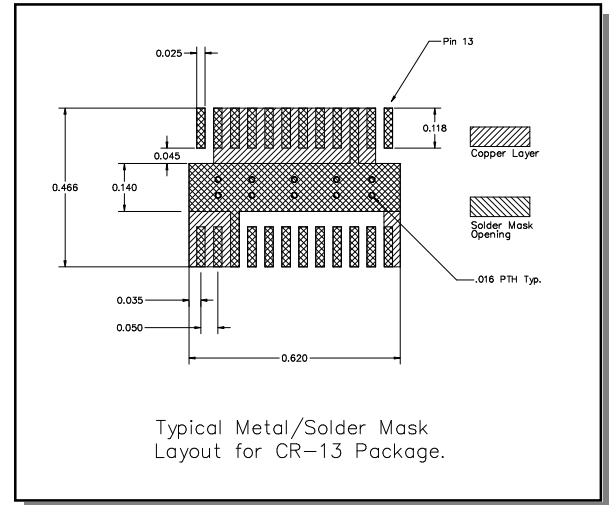 Pin 13
0.025
0.118
Copper Layer
0.045
0.466
0.140
Solder Mask
Opening
.016 PTH Typ.
0.035
0.050
0.620
Typical Metal/Solder Mask
Layout for CR-13 Package.